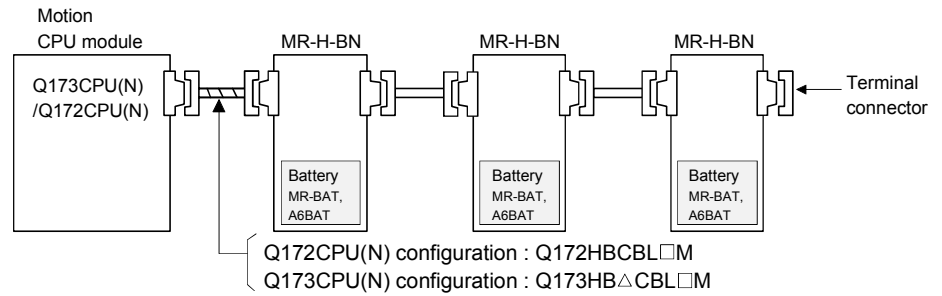 Motion
CPU module
MR-H-BN
MR-H-BN
MR-H-BN
Q173CPU(N)
/Q172CPU(N)
Terminal
connector
Battery
MR-BAT,
A6BAT
Battery
MR-BAT,
A6BAT
Battery
MR-BAT,
A6BAT
Q172CPU(N) configuration : Q172HBCBL□M
Q173CPU(N) configuration : Q173HB△CBL□M